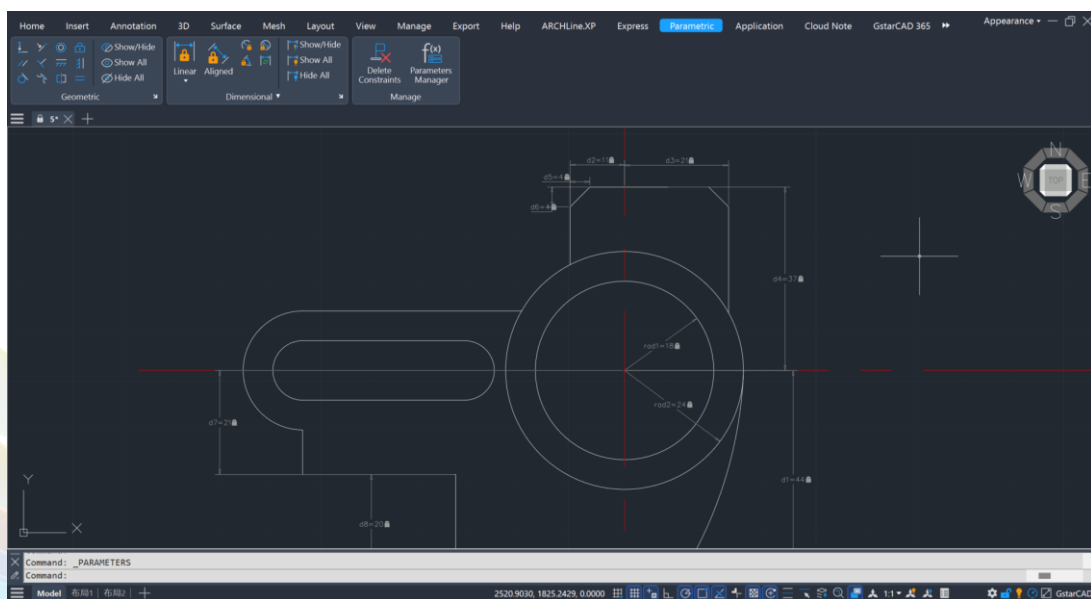 Home Insert Annotation 3D Surface Mesh Layout View Manage Export Help ARCHLine.XP Express Parametric Application Cloud Note GstarCAD 365 Appearance
Show/Hide
Show All
Hide All
Geometric
Linear
Aligned
Show/Hide
Show All
Hide All
Dimensional
Delete Constraints
f(x)
Parameters Manager
Manage
5*
d2=11
d3=21
d5=4
d6=4
N
W
TOP
E
S
d4=37
rad1=18
rad2=24
d7=21
d1=44
d8=20
Y
X
Command: _PARAMETERS
Command:
Model 布局1 布局2 2520.9030, 1825.2429, 0.0000 1:1 GstarCAD